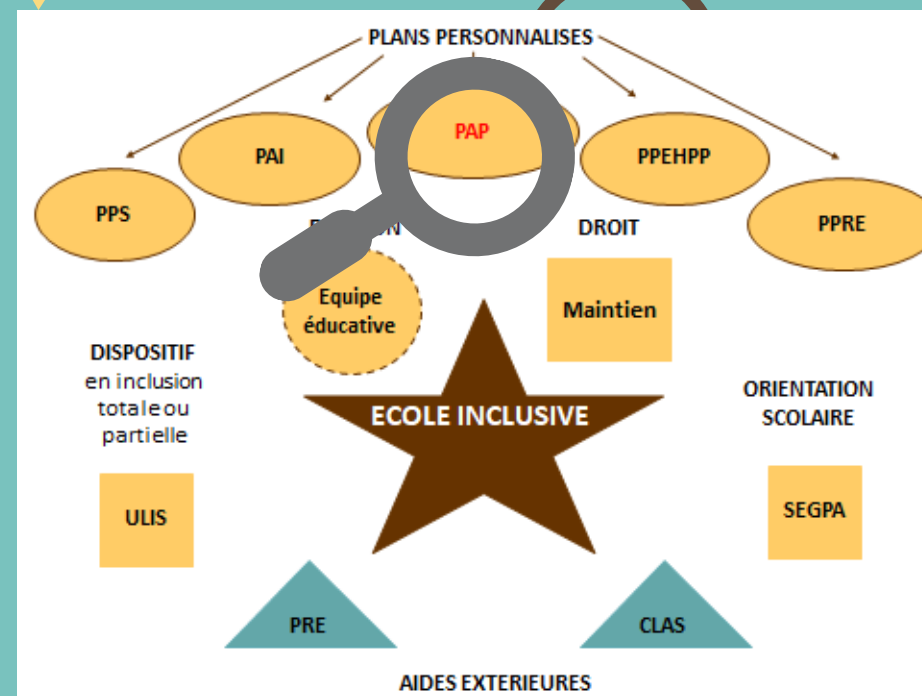 PLANS PERSONNALISES
PAP
PAI
PPEHPP
PPS
PPRE
DROIT
Equipe
éducative
Maintien
DISPOSITIF
en inclusion
totale ou
partielle
ORIENTATION
SCOLAIRE
ECOLE INCLUSIVE
ULIS
SEGPA
PRE
CLAS
AIDES EXTERIEURES